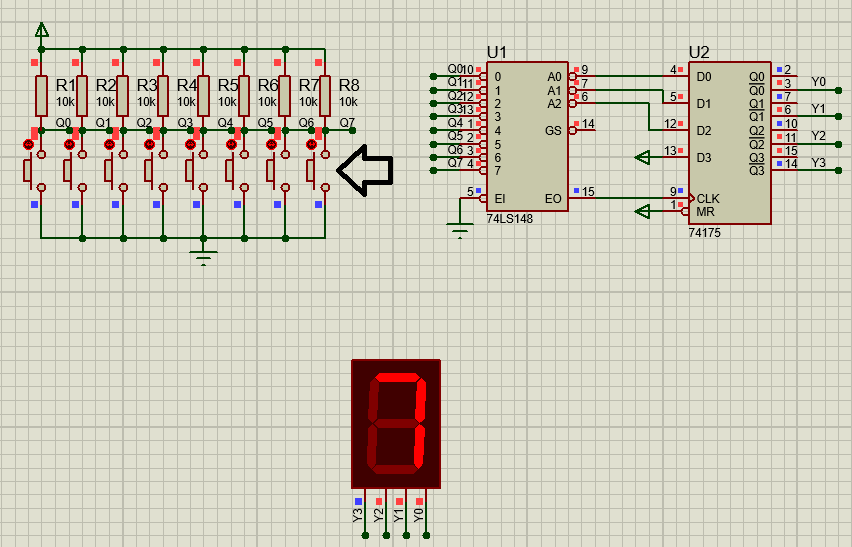 R1 R2 R3 R4 R5 R6 R7 R8
10k 10k 10k 10k 10k 10k 10k 10k
Q0 Q1 Q2 Q3 Q4 Q5 Q6 Q7
U1
Q0 10 0 A0 9
Q1 11 1 A1 7
Q2 12 2 A2 6
Q3 13 3
Q4 1 4 GS 14
Q5 2 5
Q6 3 6
Q7 4 7
5 EI EO 15
74LS148
U2
4 D0 Q0 2
Q0 3 Y0
5 D1 Q1 7
Q1 6 Y1
12 D2 Q2 10
Q2 11 Y2
13 D3 Q3 15
Q3 14 Y3
9 CLK
1 MR
74175
7
Y3 Y2 Y1 Y0